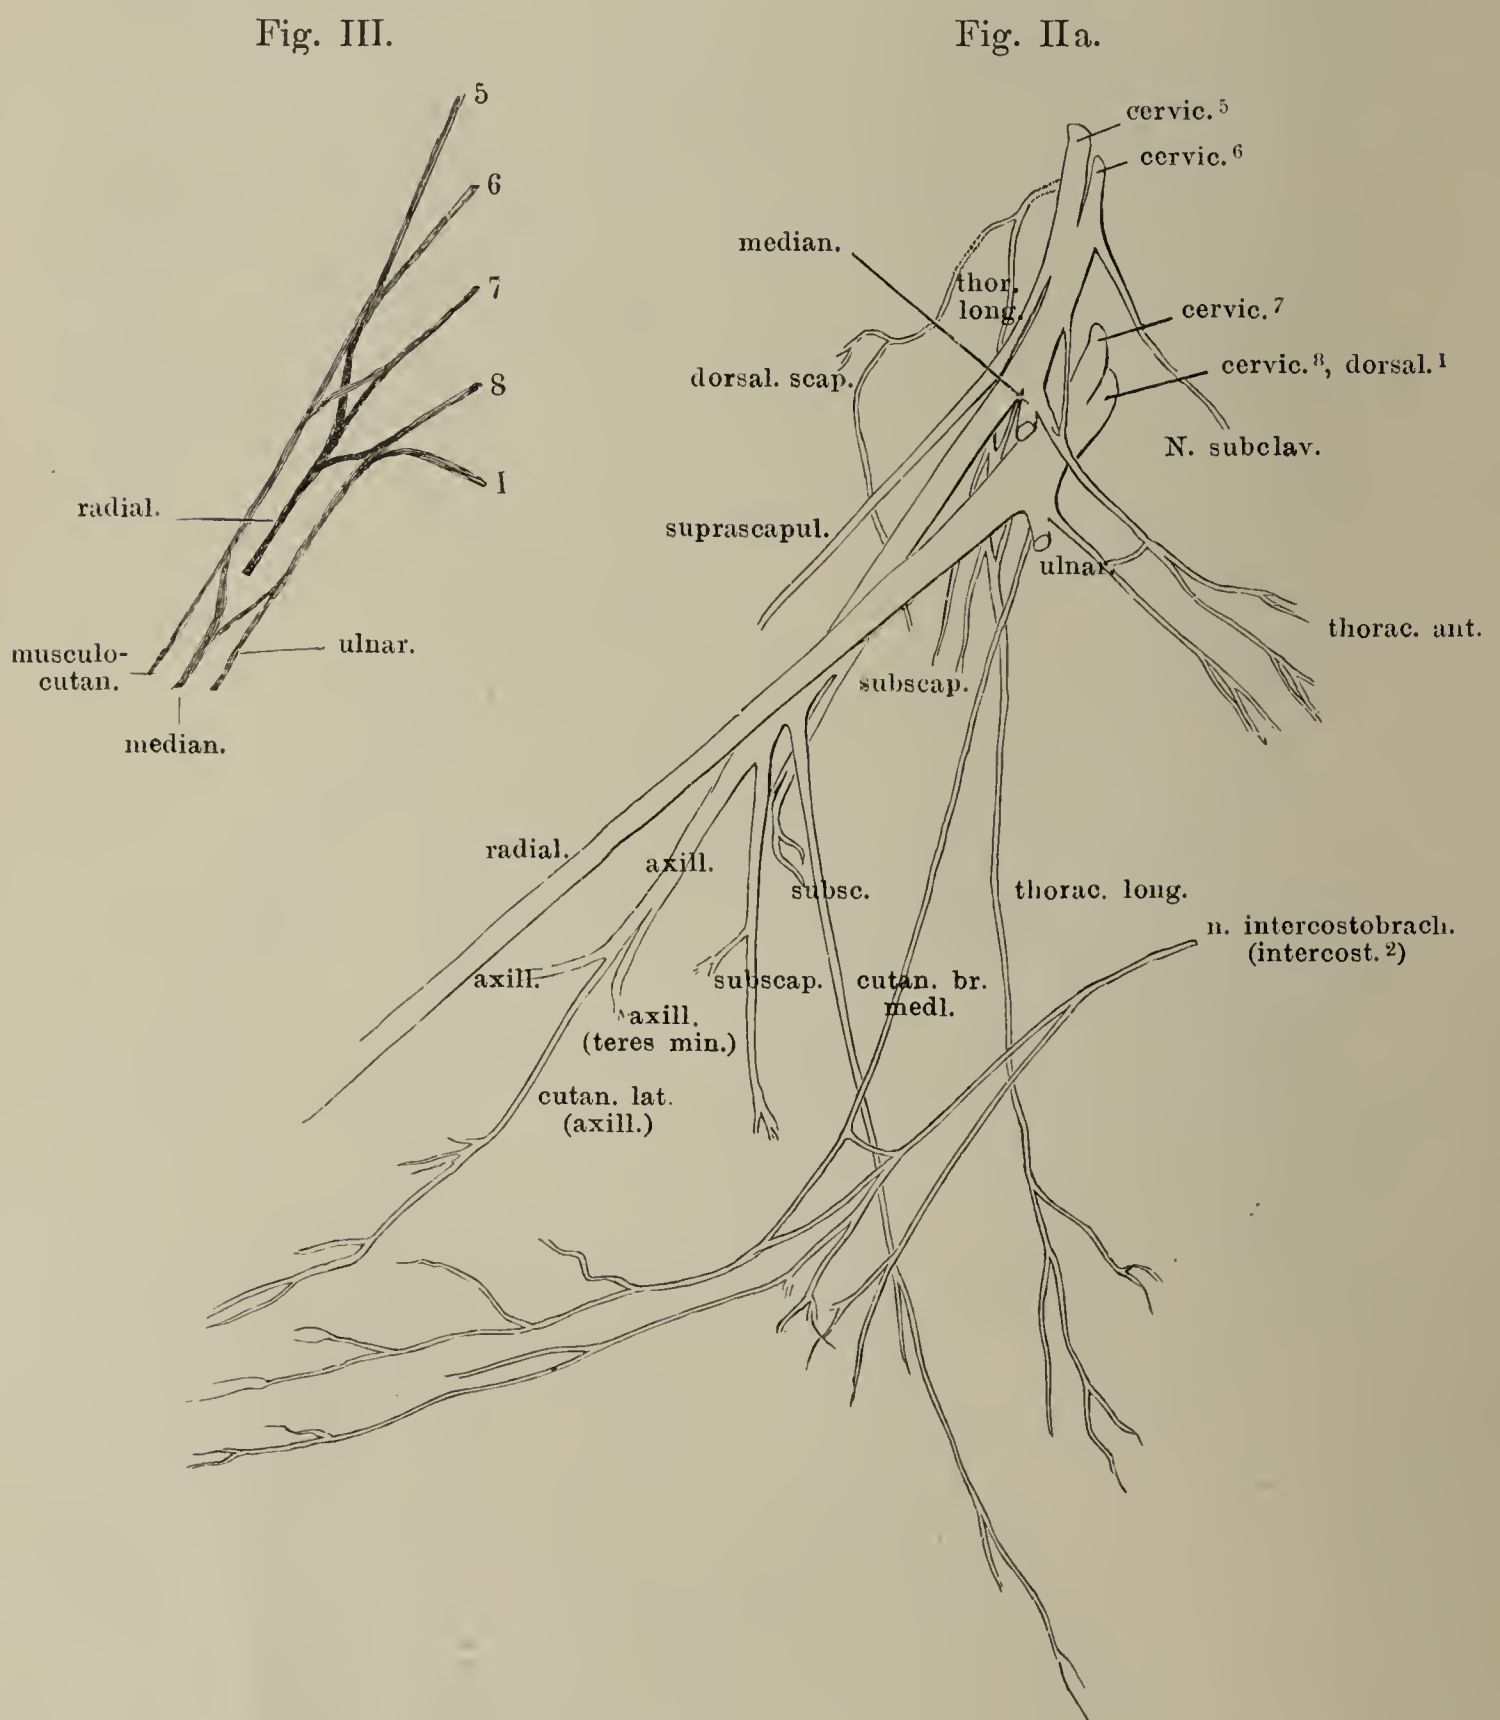 Fig. III.
5
6
7
8
I
radial.
musculo-
cutan.
ulnar.
median.
Fig. IIa.
cervic.⁵
cervic.⁶
median.
thor.
long.
cervic.⁷
cervic.⁸, dorsal.¹
dorsal. scap.
N. subclav.
suprascapul.
ulnar.
thorac. ant.
subscap.
radial.
axill.
subsc.
thorac. long.
n. intercostobrach.
(intercost.²)
axill.
subscap.
cutan. br.
medl.
axill.
(teres min.)
cutan. lat.
(axill.)